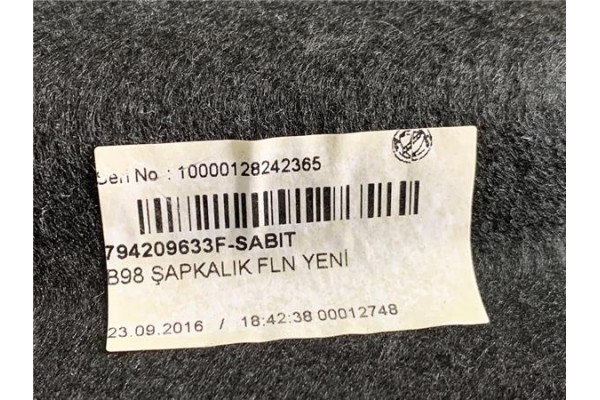 Seri No : 10000128242365
794209633F-SABIT
B98 ŞAPKALIK FLN YENİ
23.09.2016 / 18:42:38 00012748